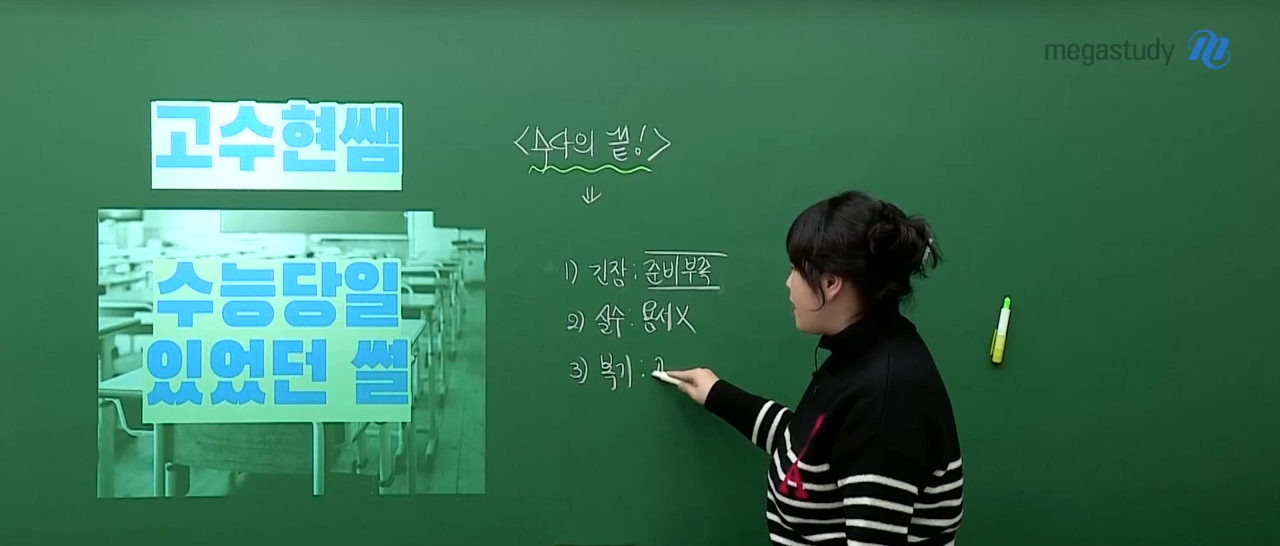 megastudy
고수현쌤
<수다의 끝!>
수능당일
있었던 썰
1) 긴장 : 준비부족
2) 실수 : 용서X
3) 복기 :